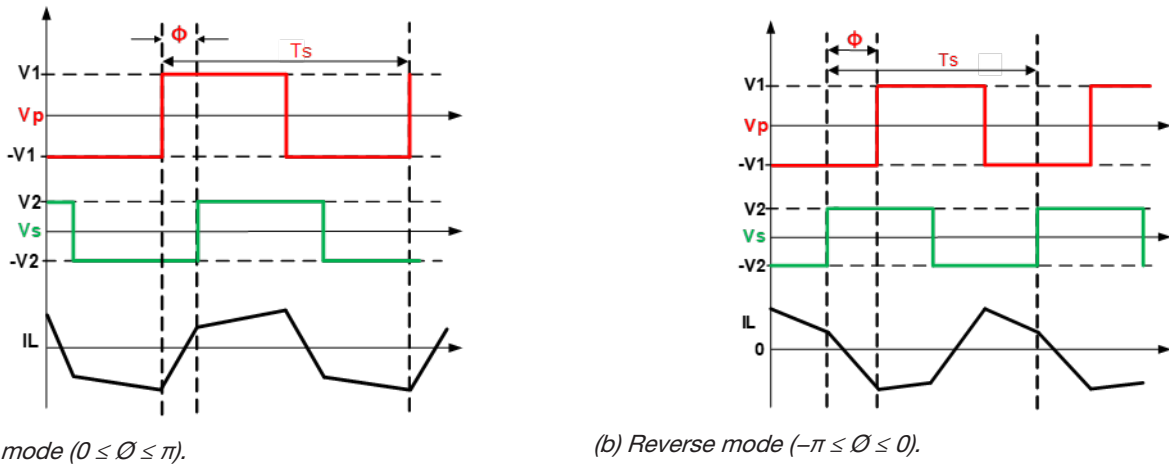 Φ
Ts
V1
Vp
-V1
V2
Vs
-V2
IL
mode (0 ≤ Ø ≤ π).
Φ
Ts
V1
Vp
-V1
V2
Vs
-V2
IL
0
(b) Reverse mode (–π ≤ Ø ≤ 0).